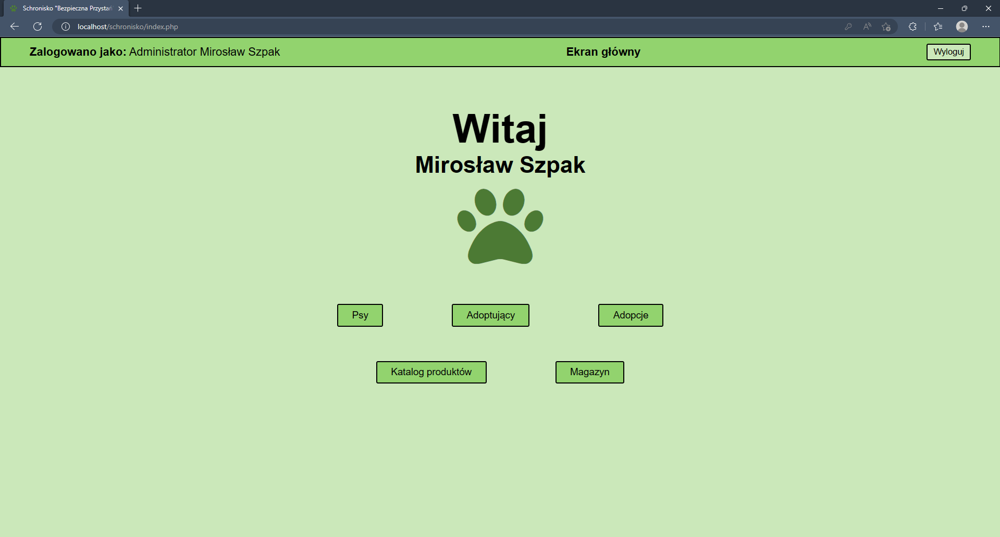 Schronisko "Bezpieczna Przystań"
localhost/schronisko/index.php
Zalogowano jako: Administrator Mirosław Szpak
Ekran główny
Wyloguj
Witaj
Mirosław Szpak
Psy
Adoptujący
Adopcje
Katalog produktów
Magazyn